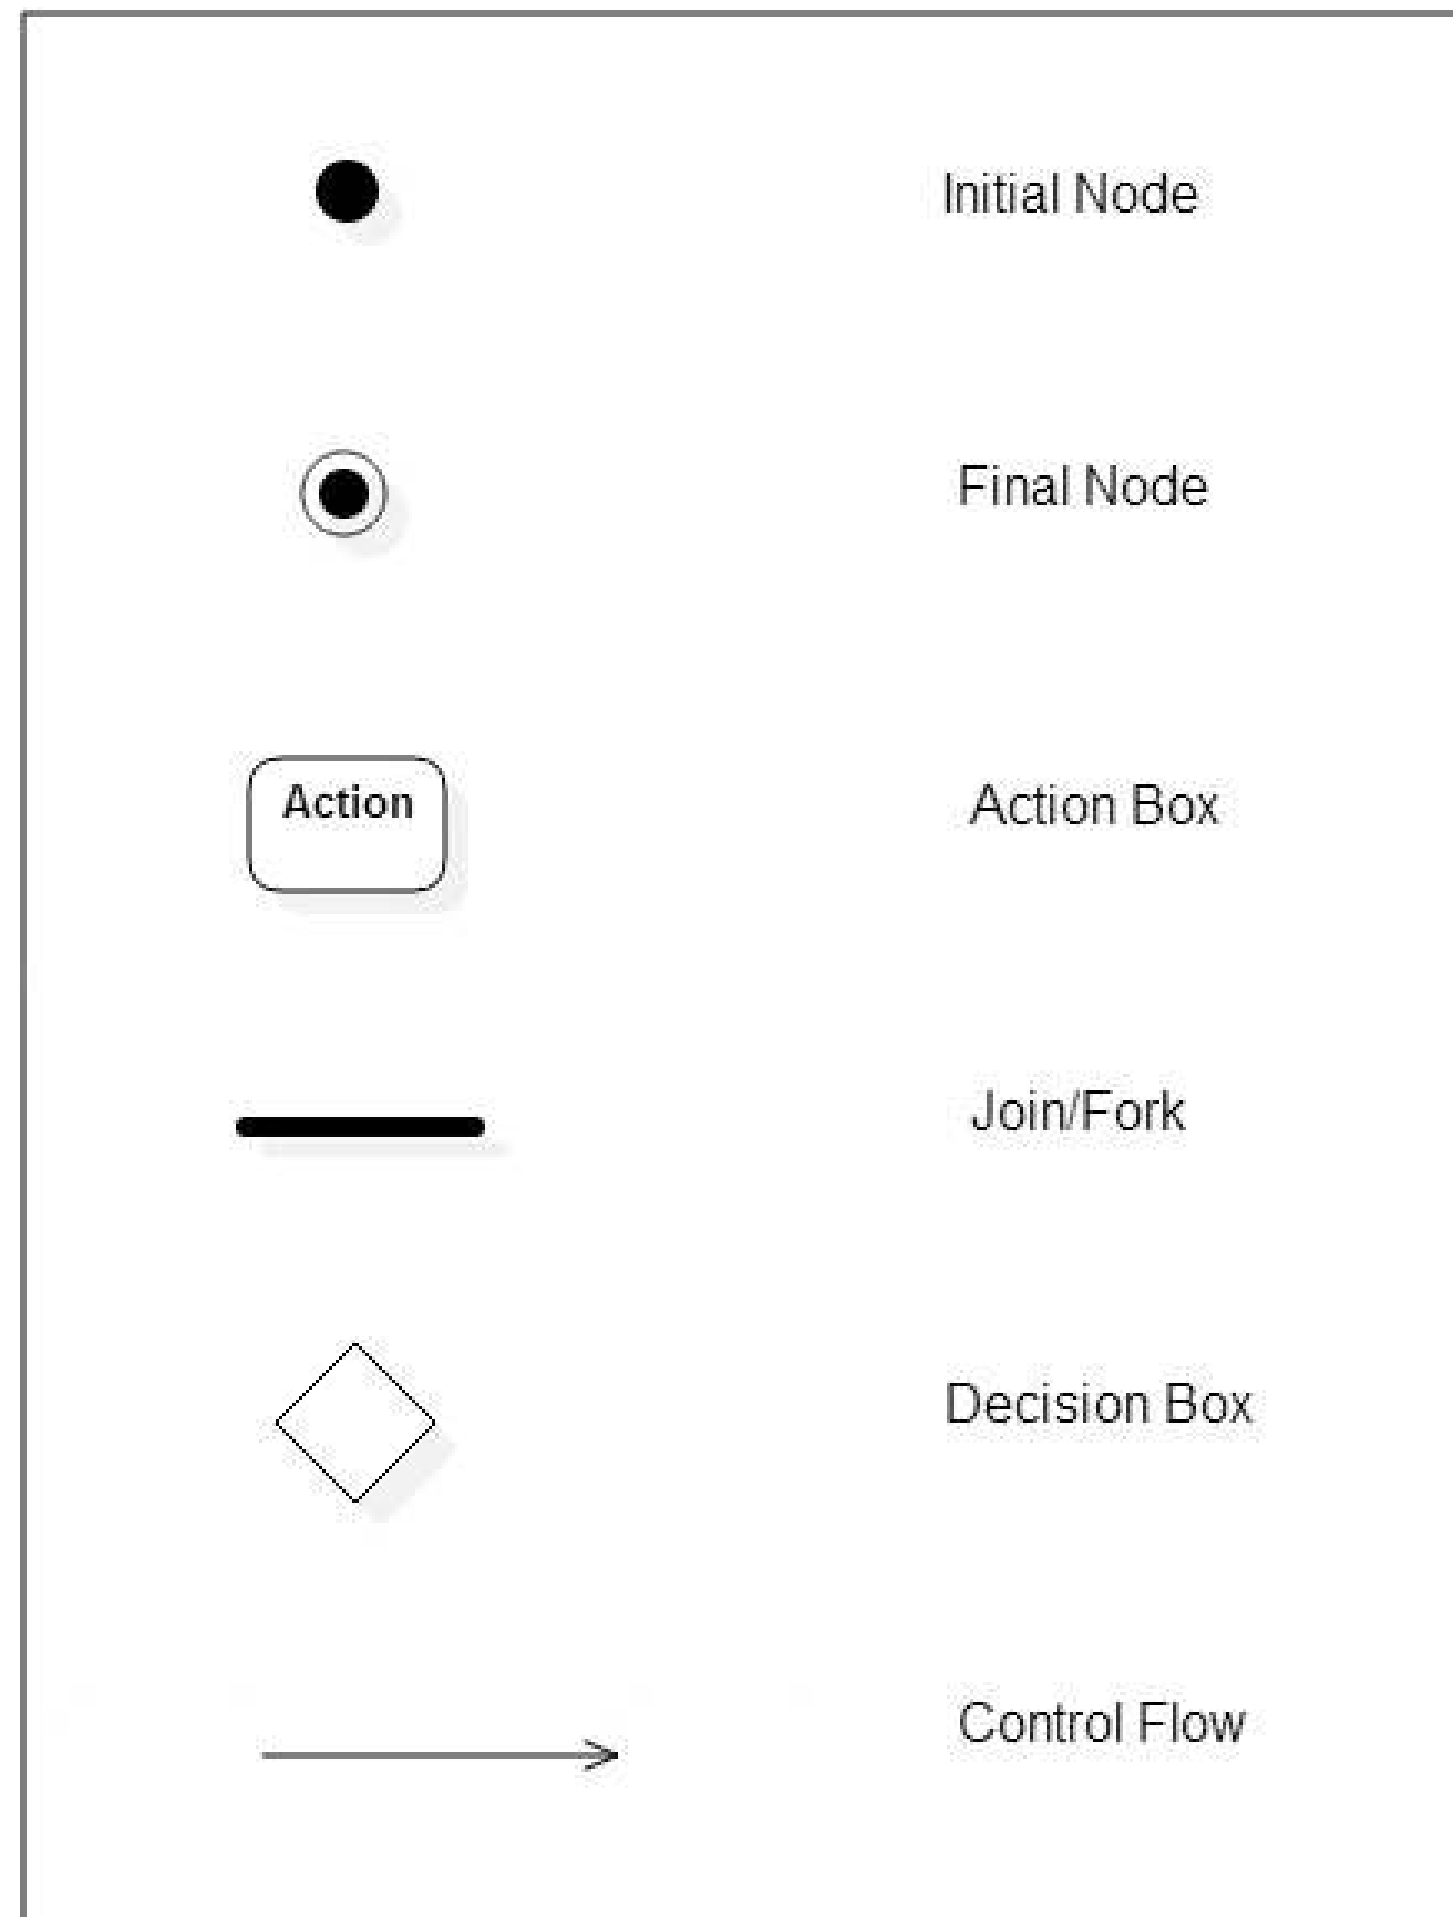 Initial Node
Final Node
Action
Action Box
Join/Fork
Decision Box
Control Flow